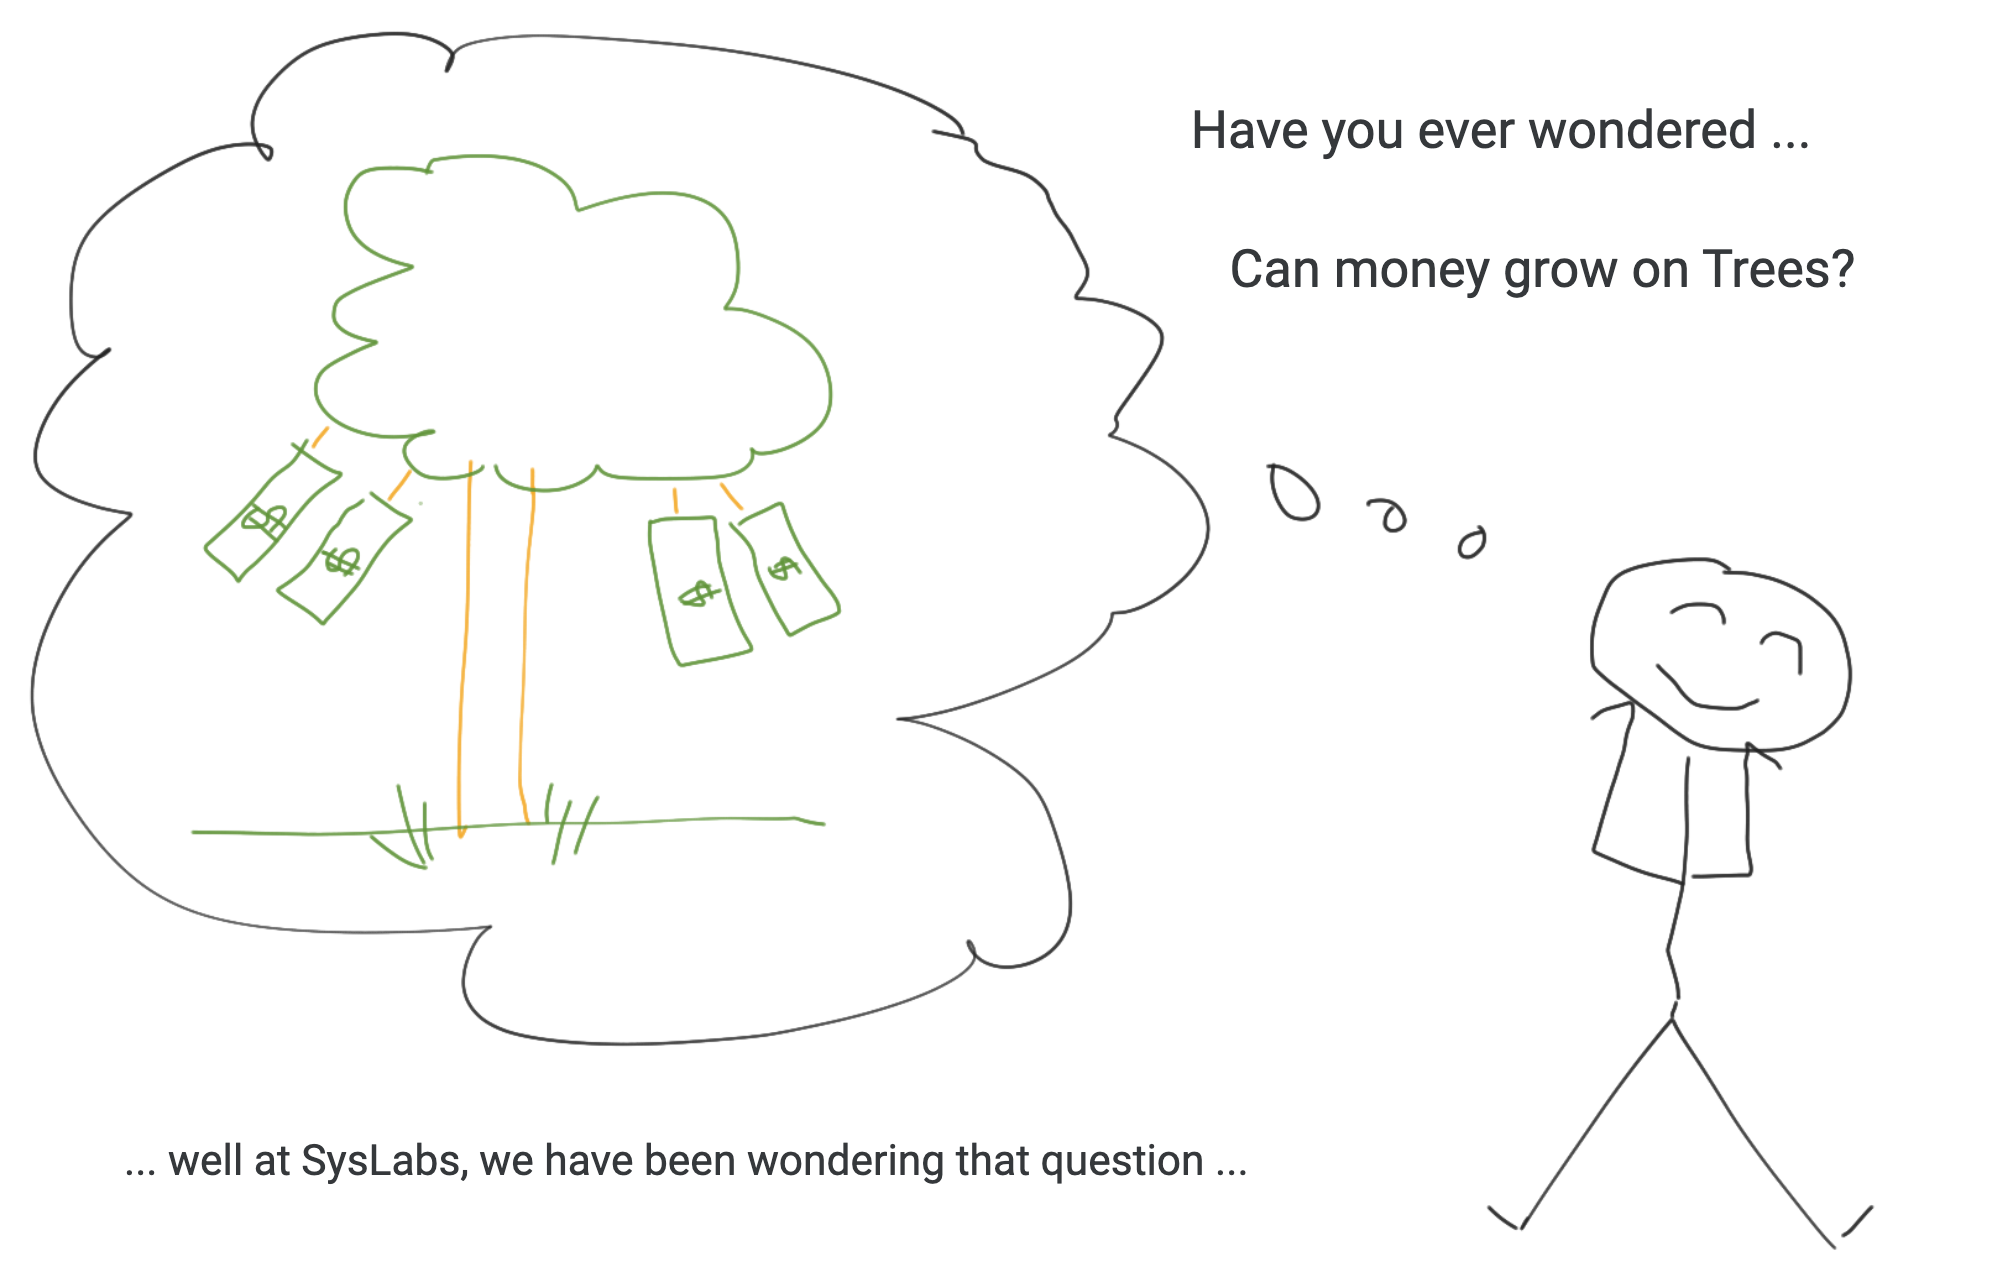 Have you ever wondered ...
Can money grow on Trees?
$
$
$
$
... well at SysLabs, we have been wondering that question ...